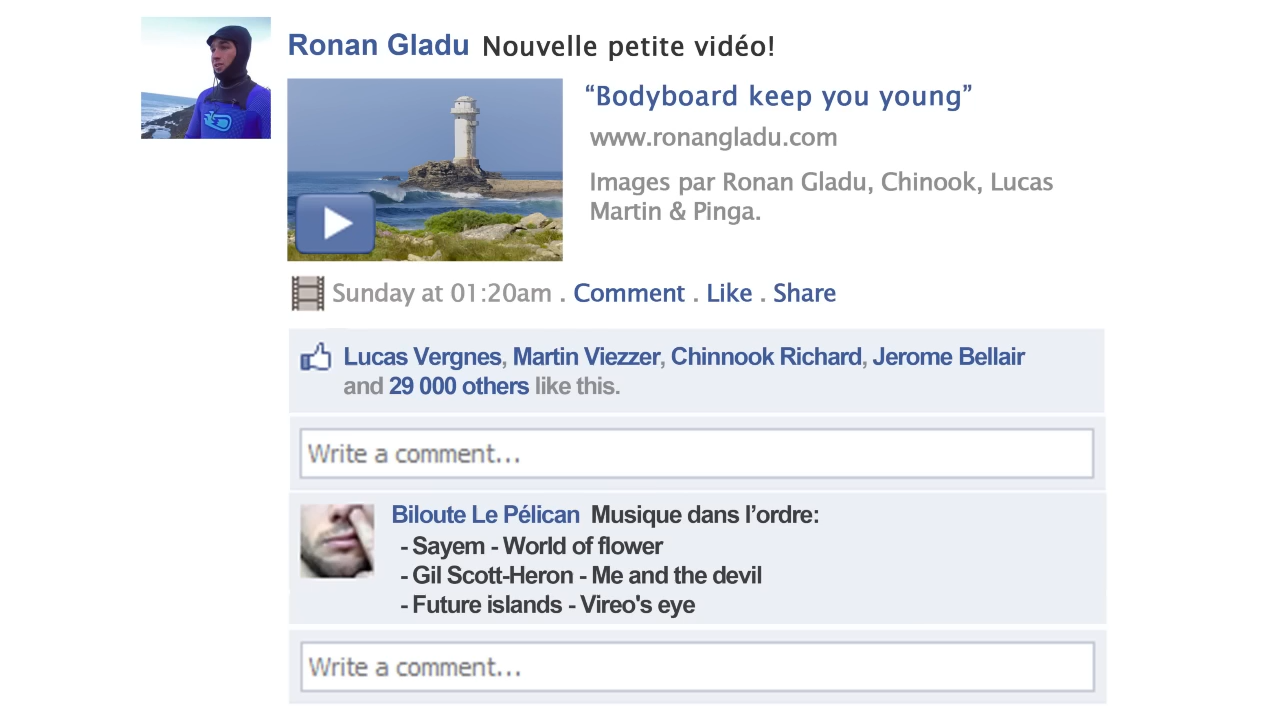 Ronan Gladu Nouvelle petite vidéo!
“Bodyboard keep you young”
www.ronangladu.com
Images par Ronan Gladu, Chinook, Lucas
Martin & Pinga.
Sunday at 01:20am . Comment . Like . Share
Lucas Vergnes, Martin Viezzer, Chinnook Richard, Jerome Bellair
and 29 000 others like this.
Write a comment...
Biloute Le Pélican Musique dans l’ordre:
- Sayem - World of flower
- Gil Scott-Heron - Me and the devil
- Future islands - Vireo's eye
Write a comment...